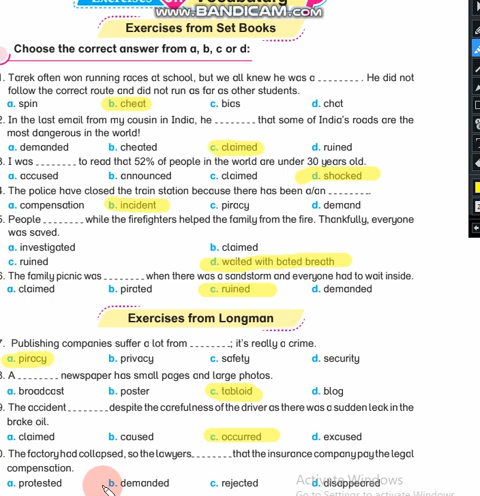 Exercises on Vocabulary
www.BANDICAM.com
Exercises from Set Books
Choose the correct answer from a, b, c or d:
1. Tarek often won running races at school, but we all knew he was a ________ . He did not
follow the correct route and did not run as far as other students.
a. spin b. cheat c. bias d. chat
2. In the last email from my cousin in India, he ________ that some of India's roads are the
most dangerous in the world!
a. demanded b. cheated c. claimed d. ruined
3. I was ________ to read that 52% of people in the world are under 30 years old.
a. accused b. announced c. claimed d. shocked
4. The police have closed the train station because there has been a/an ________.
a. compensation b. incident c. piracy d. demand
5. People ________ while the firefighters helped the family from the fire. Thankfully, everyone
was saved.
a. investigated b. claimed
c. ruined d. waited with bated breath
6. The family picnic was ________ when there was a sandstorm and everyone had to wait inside.
a. claimed b. pirated c. ruined d. demanded
Exercises from Longman
7. Publishing companies suffer a lot from ________; it's really a crime.
a. piracy b. privacy c. safety d. security
8. A ________ newspaper has small pages and large photos.
a. broadcast b. poster c. tabloid d. blog
9. The accident ________ despite the carefulness of the driver as there was a sudden leak in the
brake oil.
a. claimed b. caused c. occurred d. excused
0. The factory had collapsed, so the lawyers ________ that the insurance company pay the legal
compensation.
Activate Windows
a. protested b. demanded c. rejected d. disappeared
Go to Settings to activate Windows